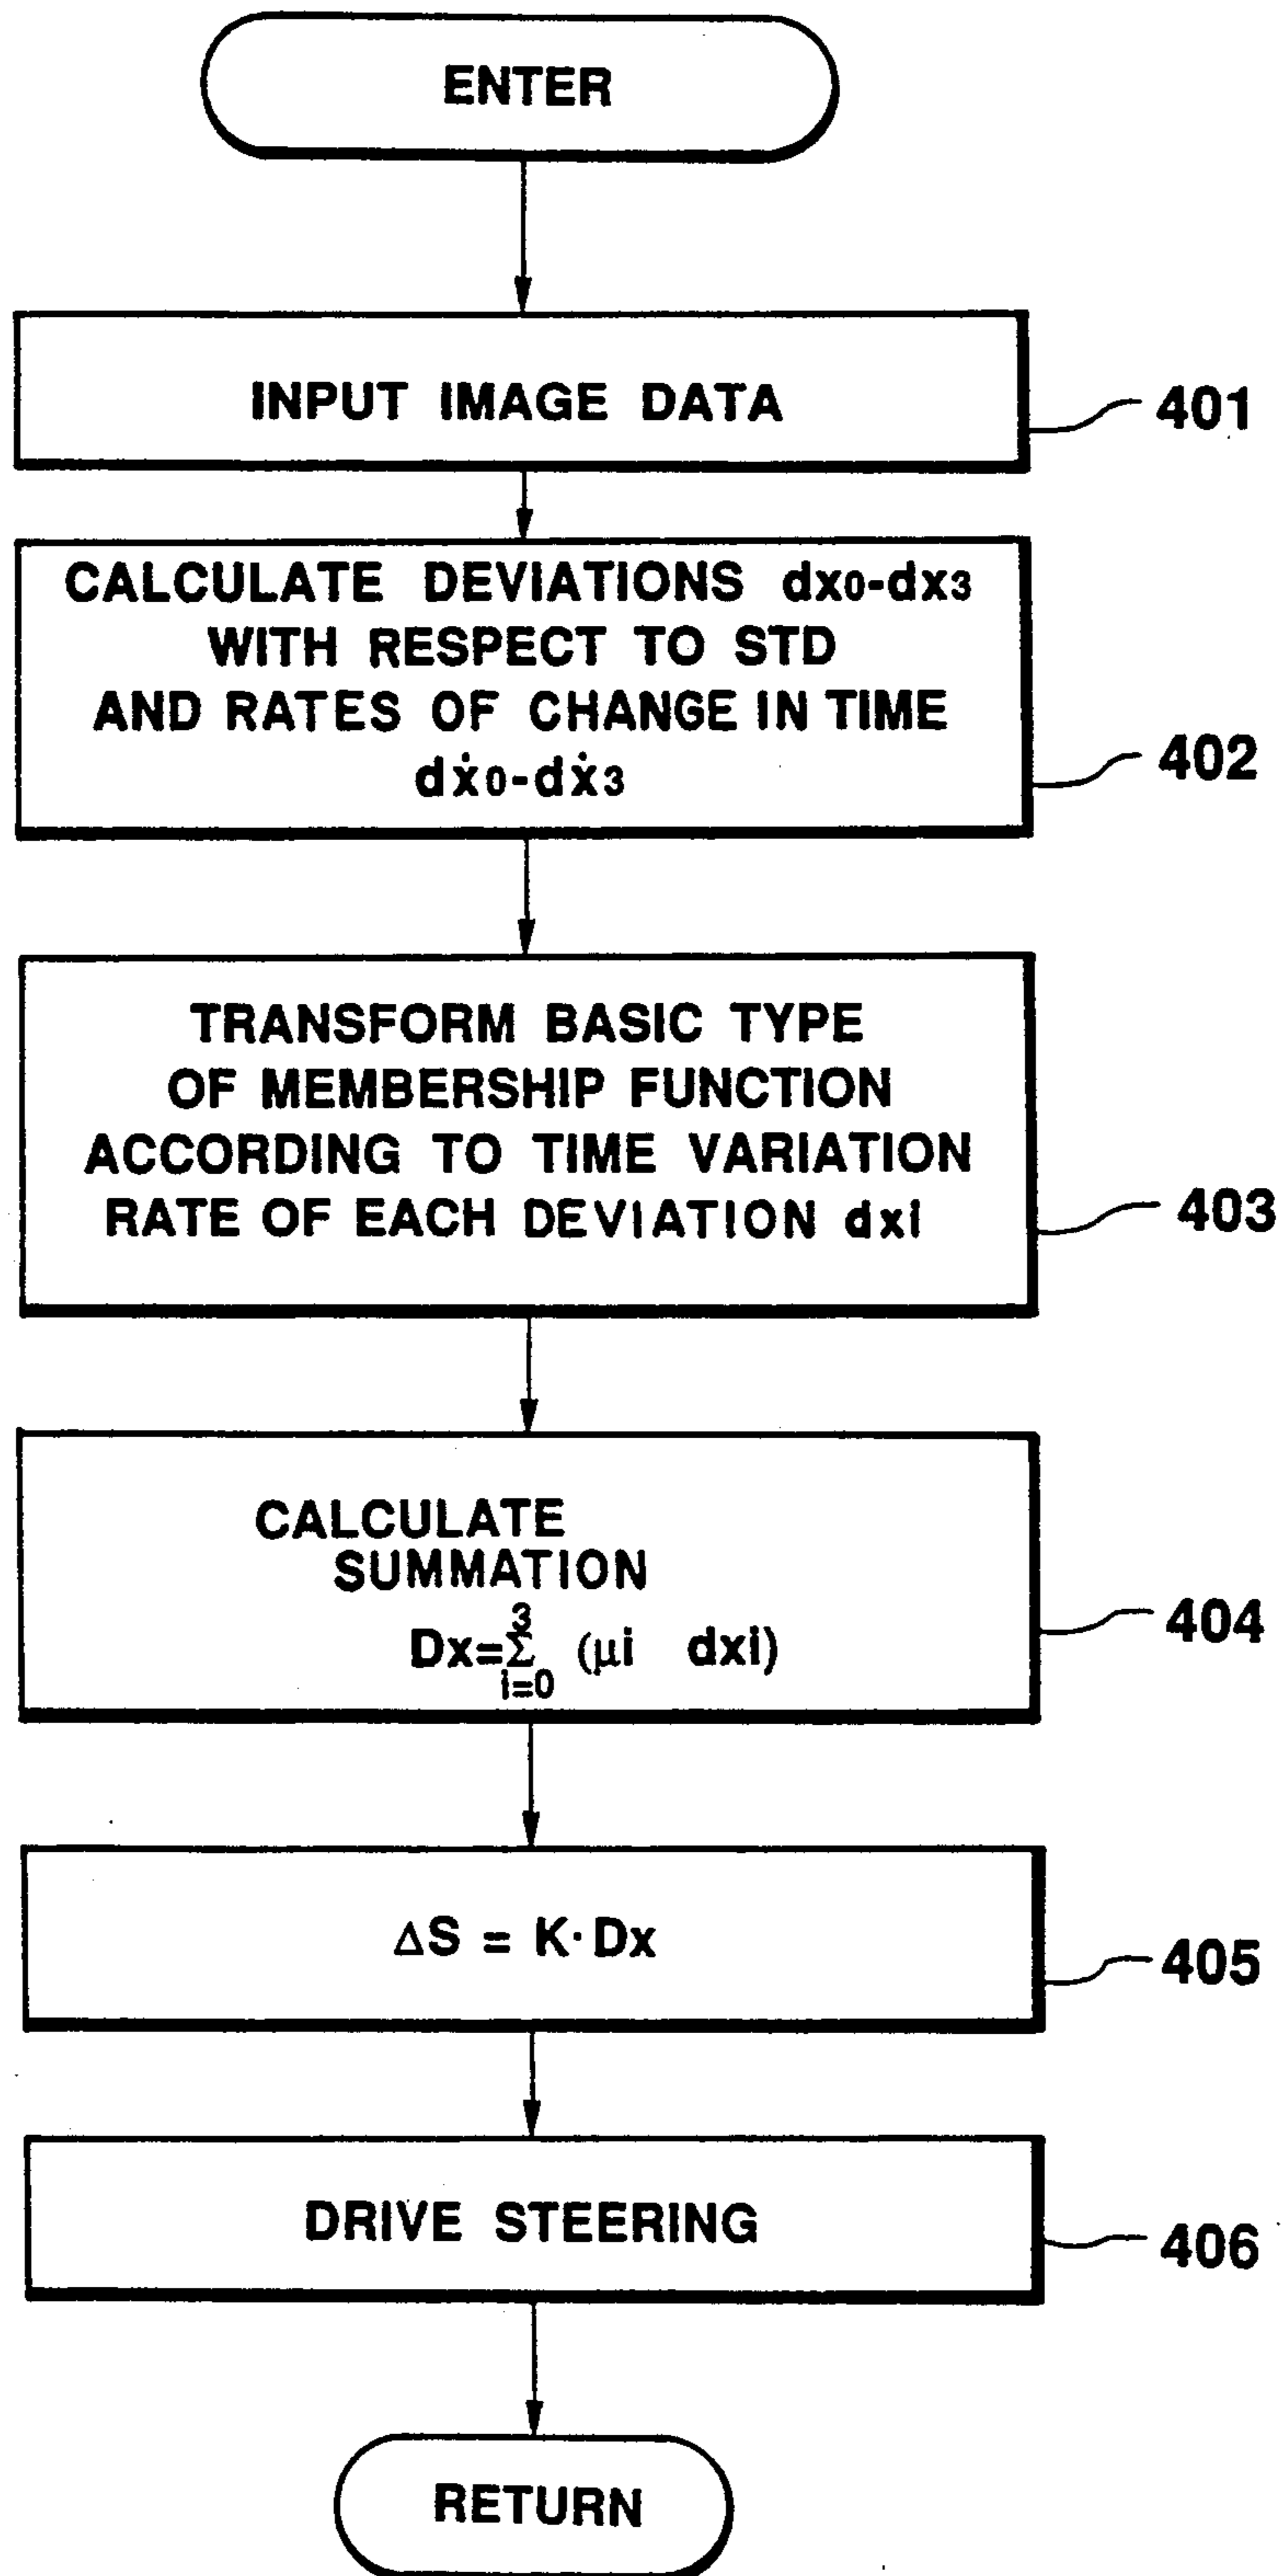 ENTER
INPUT IMAGE DATA
401
CALCULATE DEVIATIONS dx0-dx3
WITH RESPECT TO STD
AND RATES OF CHANGE IN TIME
dẋ0-dẋ3
402
TRANSFORM BASIC TYPE
OF MEMBERSHIP FUNCTION
ACCORDING TO TIME VARIATION
RATE OF EACH DEVIATION dxi
403
CALCULATE
SUMMATION
3
Dx=Σ (μi dxi)
i=0
404
ΔS = K·Dx
405
DRIVE STEERING
406
RETURN